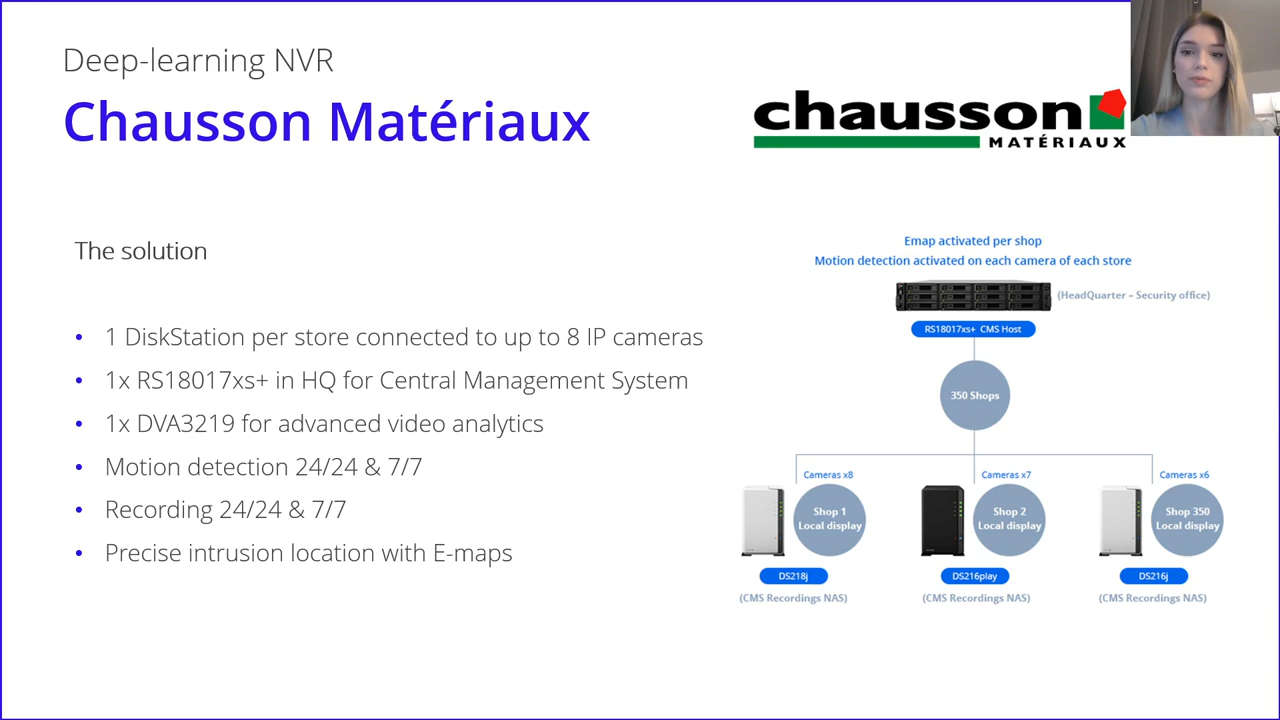 Deep-learning NVR
Chausson Matériaux
chausson
MATÉRIAUX
The solution
• 1 DiskStation per store connected to up to 8 IP cameras
• 1x RS18017xs+ in HQ for Central Management System
• 1x DVA3219 for advanced video analytics
• Motion detection 24/24 & 7/7
• Recording 24/24 & 7/7
• Precise intrusion location with E-maps
Emap activated per shop
Motion detection activated on each camera of each store
(HeadQuarter – Security office)
RS18017xs+ CMS Host
350 Shops
Cameras x8
Cameras x7
Cameras x6
Shop 1
Local display
Shop 2
Local display
Shop 350
Local display
DS218j
DS216play
DS216j
(CMS Recordings NAS)
(CMS Recordings NAS)
(CMS Recordings NAS)